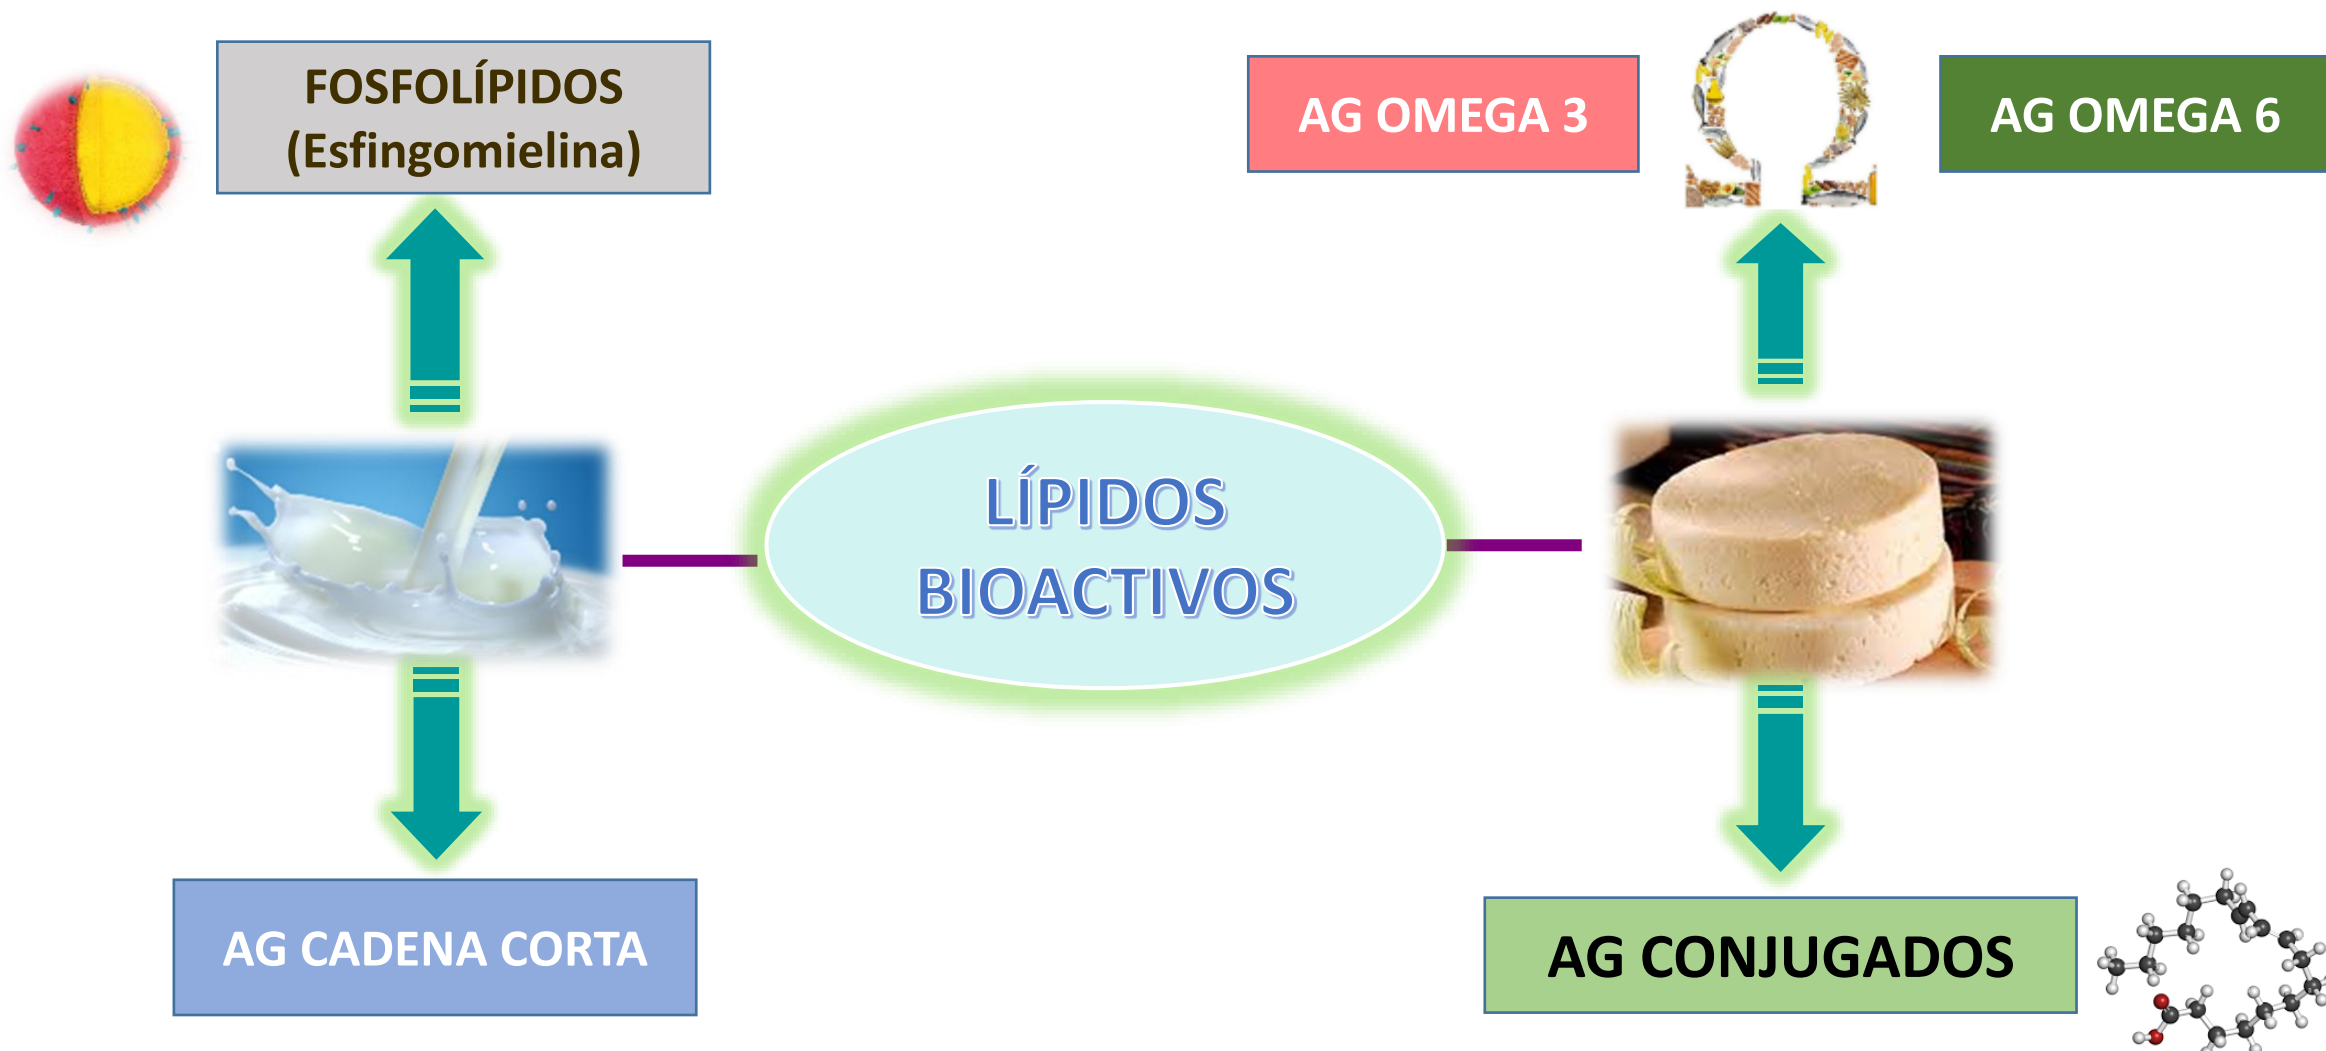 FOSFOLÍPIDOS
(Esfingomielina)
AG OMEGA 3
AG OMEGA 6
LÍPIDOS
BIOACTIVOS
AG CADENA CORTA
AG CONJUGADOS